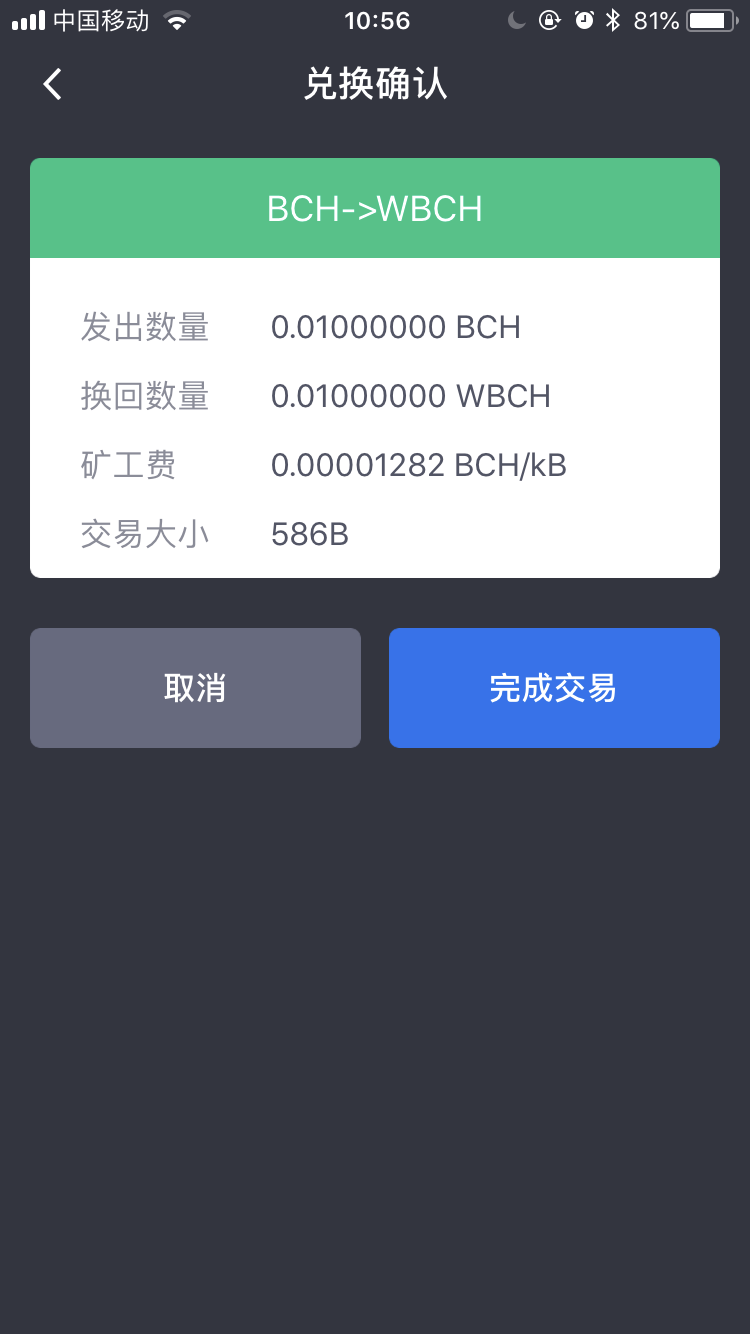 中国移动 10:56 81%
兑换确认
BCH->WBCH
发出数量 0.01000000 BCH
换回数量 0.01000000 WBCH
矿工费 0.00001282 BCH/kB
交易大小 586B
取消 完成交易